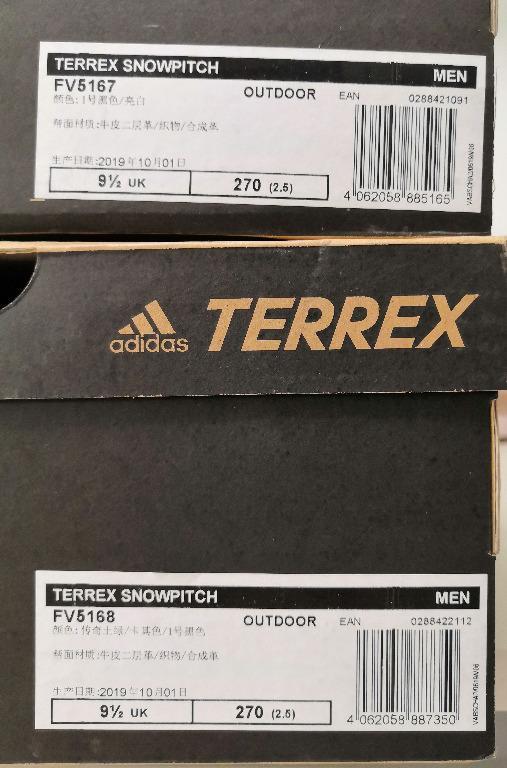 TERREX SNOWPITCH MEN
FV5167 OUTDOOR EAN 0288421091
颜色:1号黑色/亮白
帮面材质:牛皮二层革/织物/合成革
生产日期:2019年10月01日
9½ UK 270 (2.5)
4 062058 885165
adidas TERREX
TERREX SNOWPITCH MEN
FV5168 OUTDOOR EAN 0288422112
颜色:传奇土绿/卡其色/1号黑色
帮面材质:牛皮二层革/织物/合成革
生产日期:2019年10月01日
9½ UK 270 (2.5)
4 062058 887350